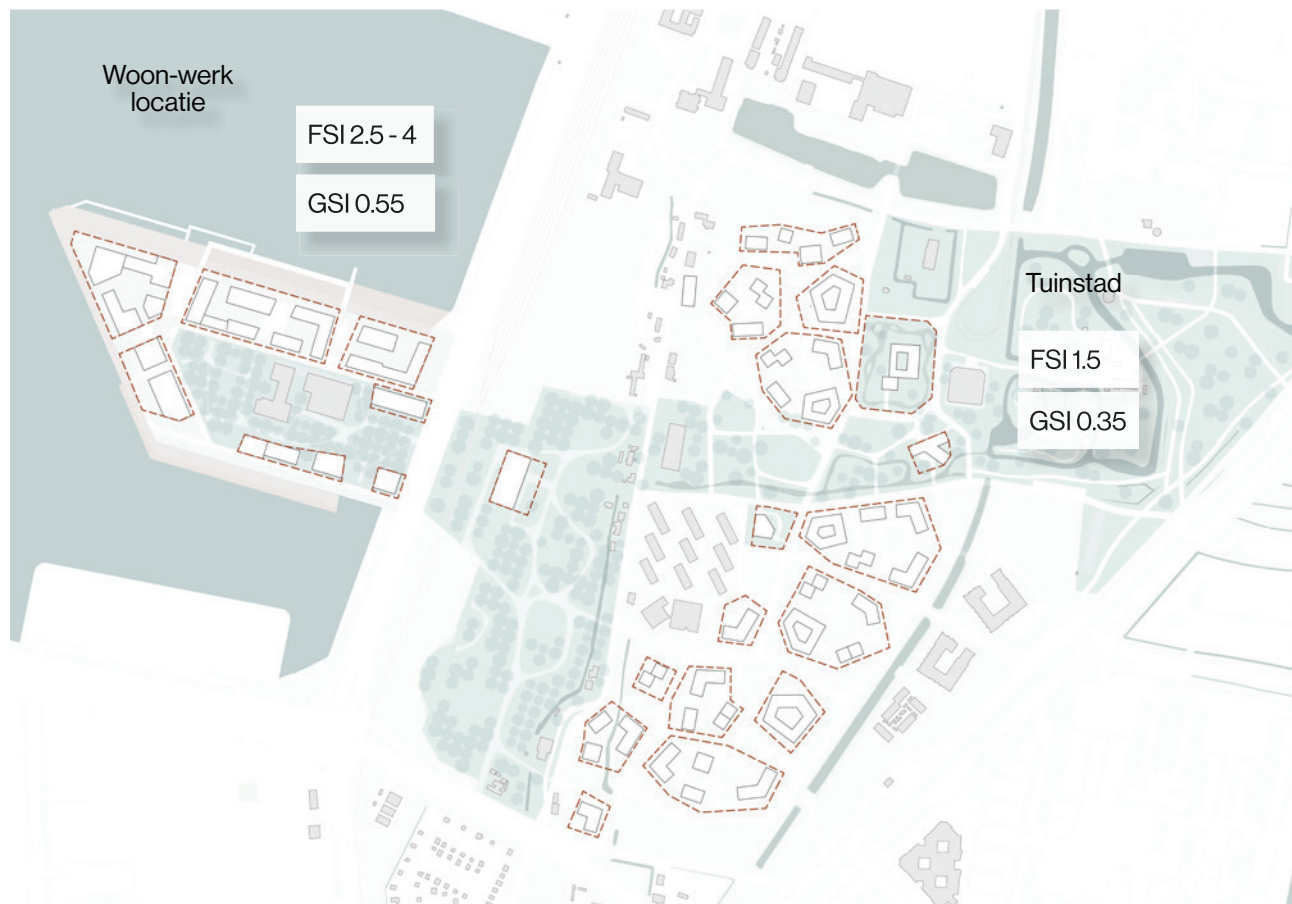 Woon-werk
locatie
FSI 2.5 - 4
GSI 0.55
Tuinstad
FSI 1.5
GSI 0.35